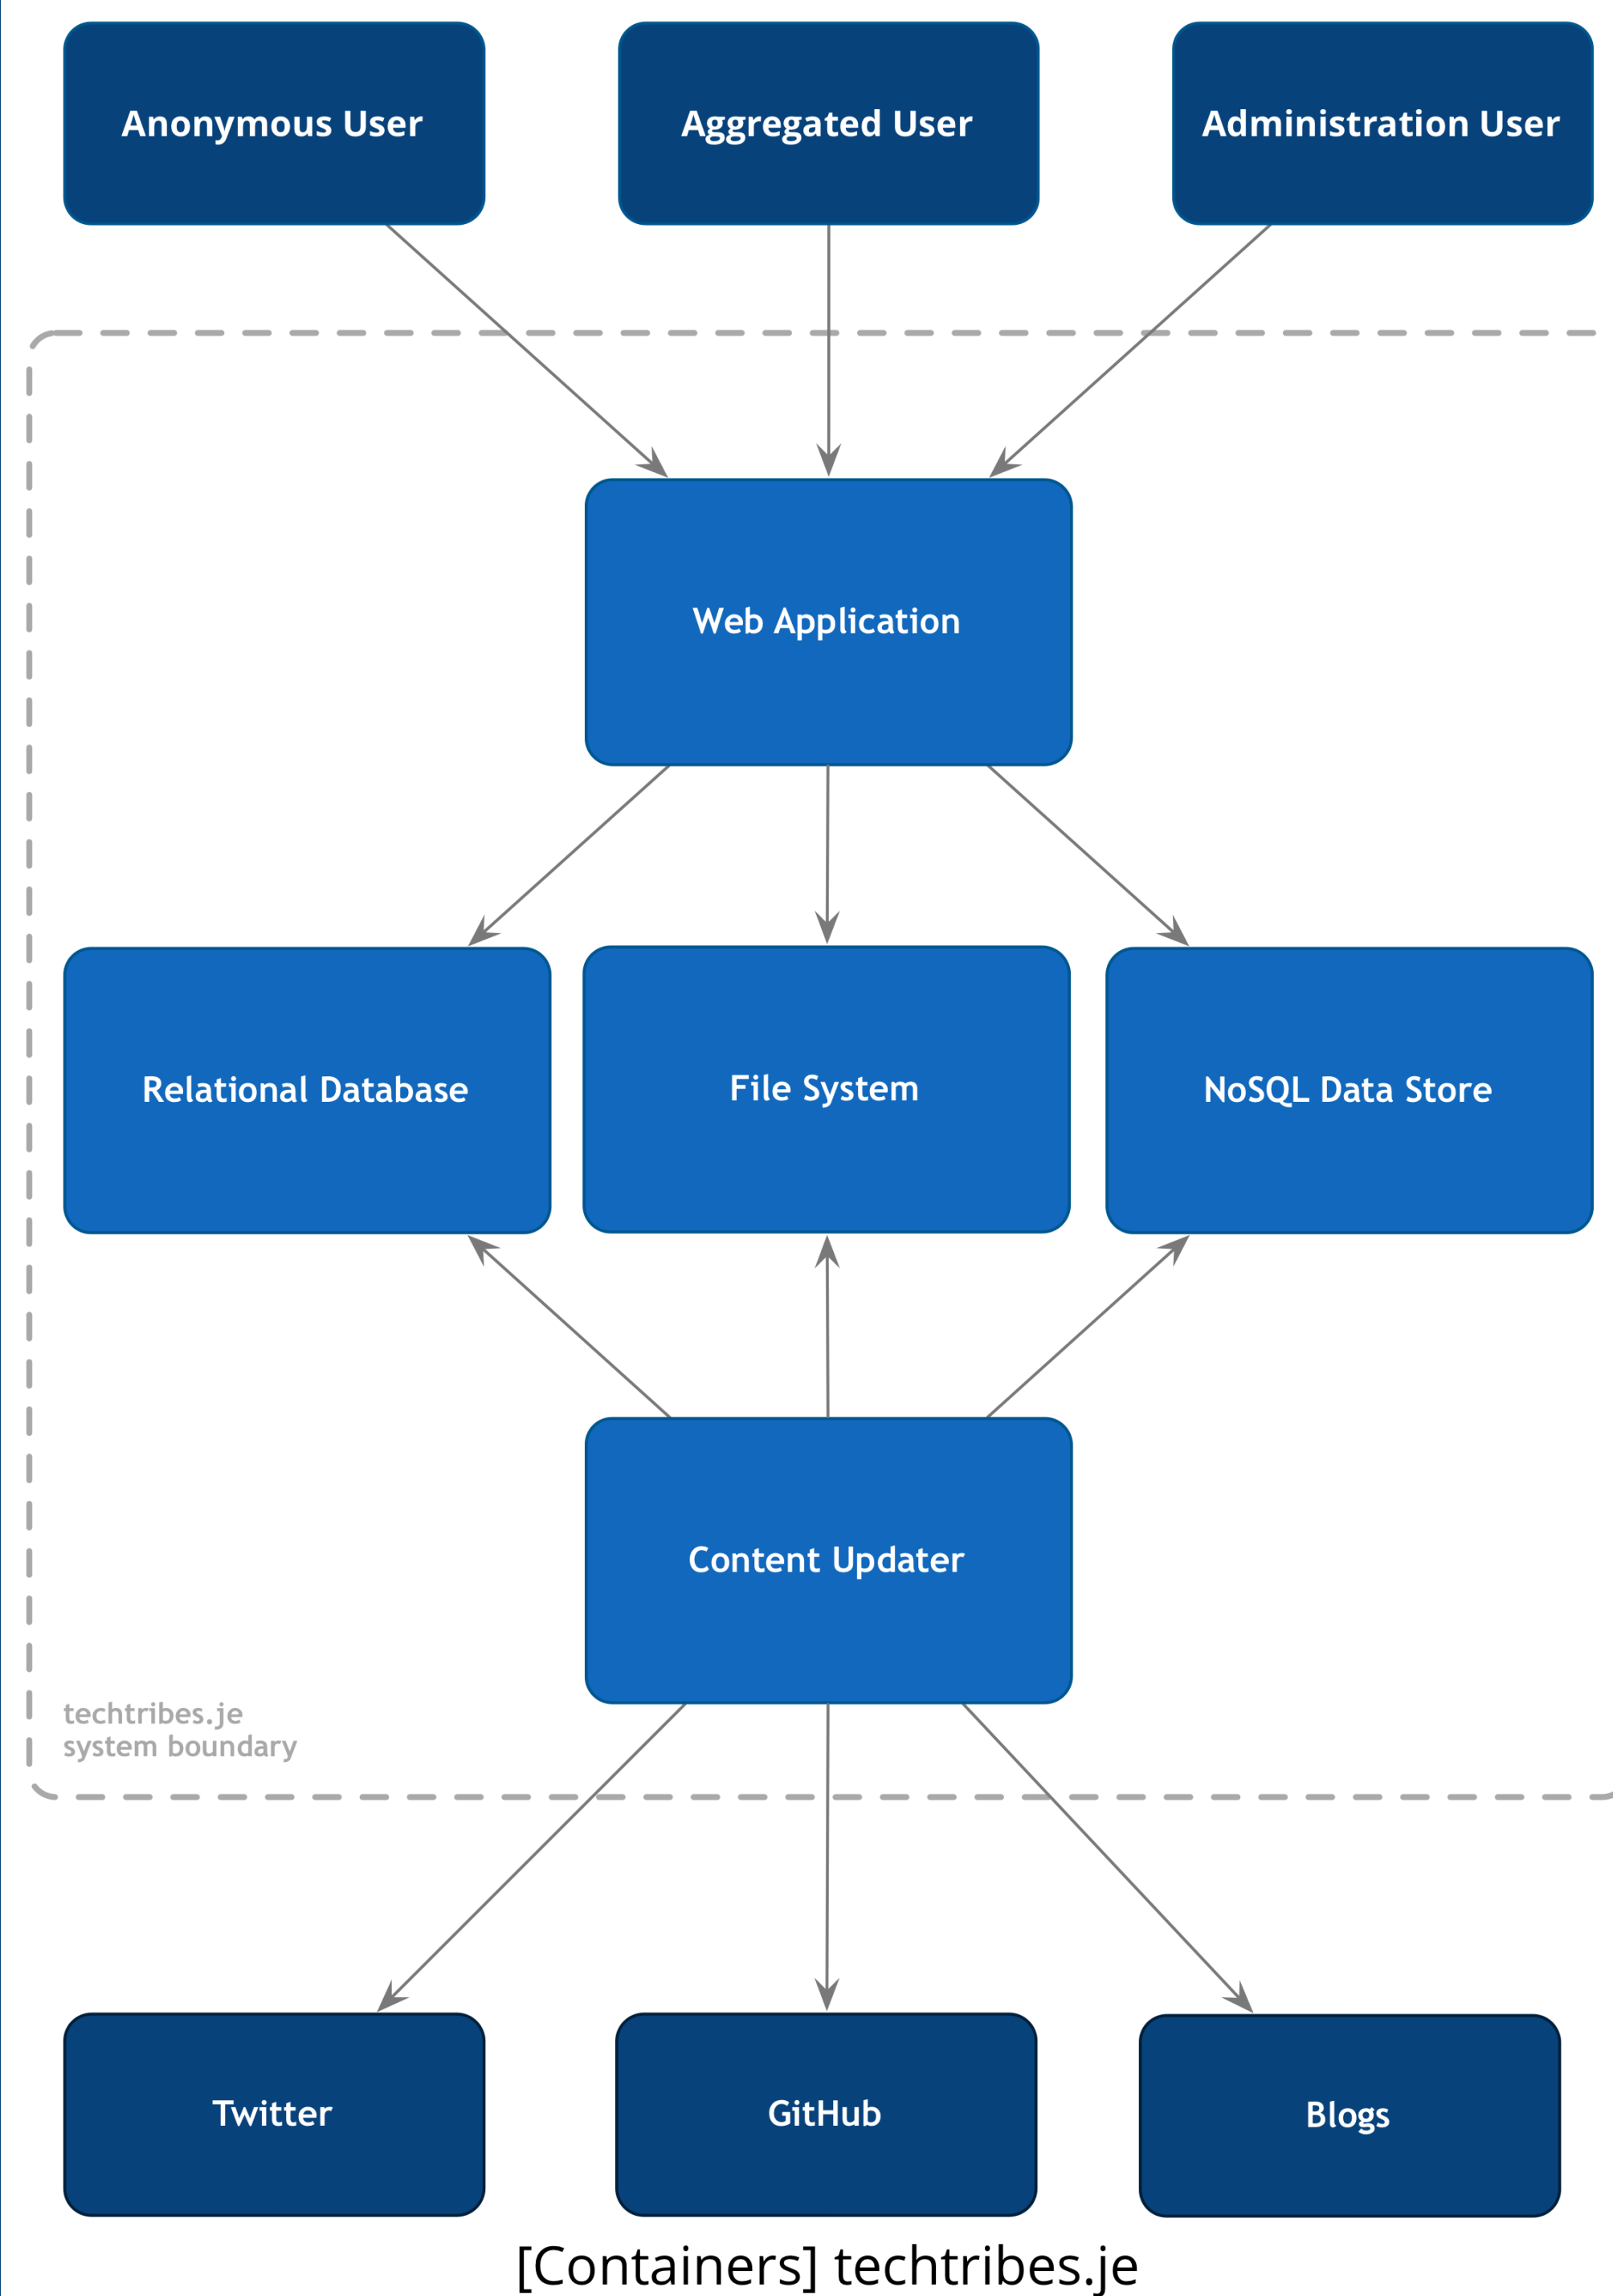 Anonymous User
Aggregated User
Administration User
Web Application
Relational Database
File System
NoSQL Data Store
Content Updater
techtribes.je
system boundary
Twitter
GitHub
Blogs
[Containers] techtribes.je